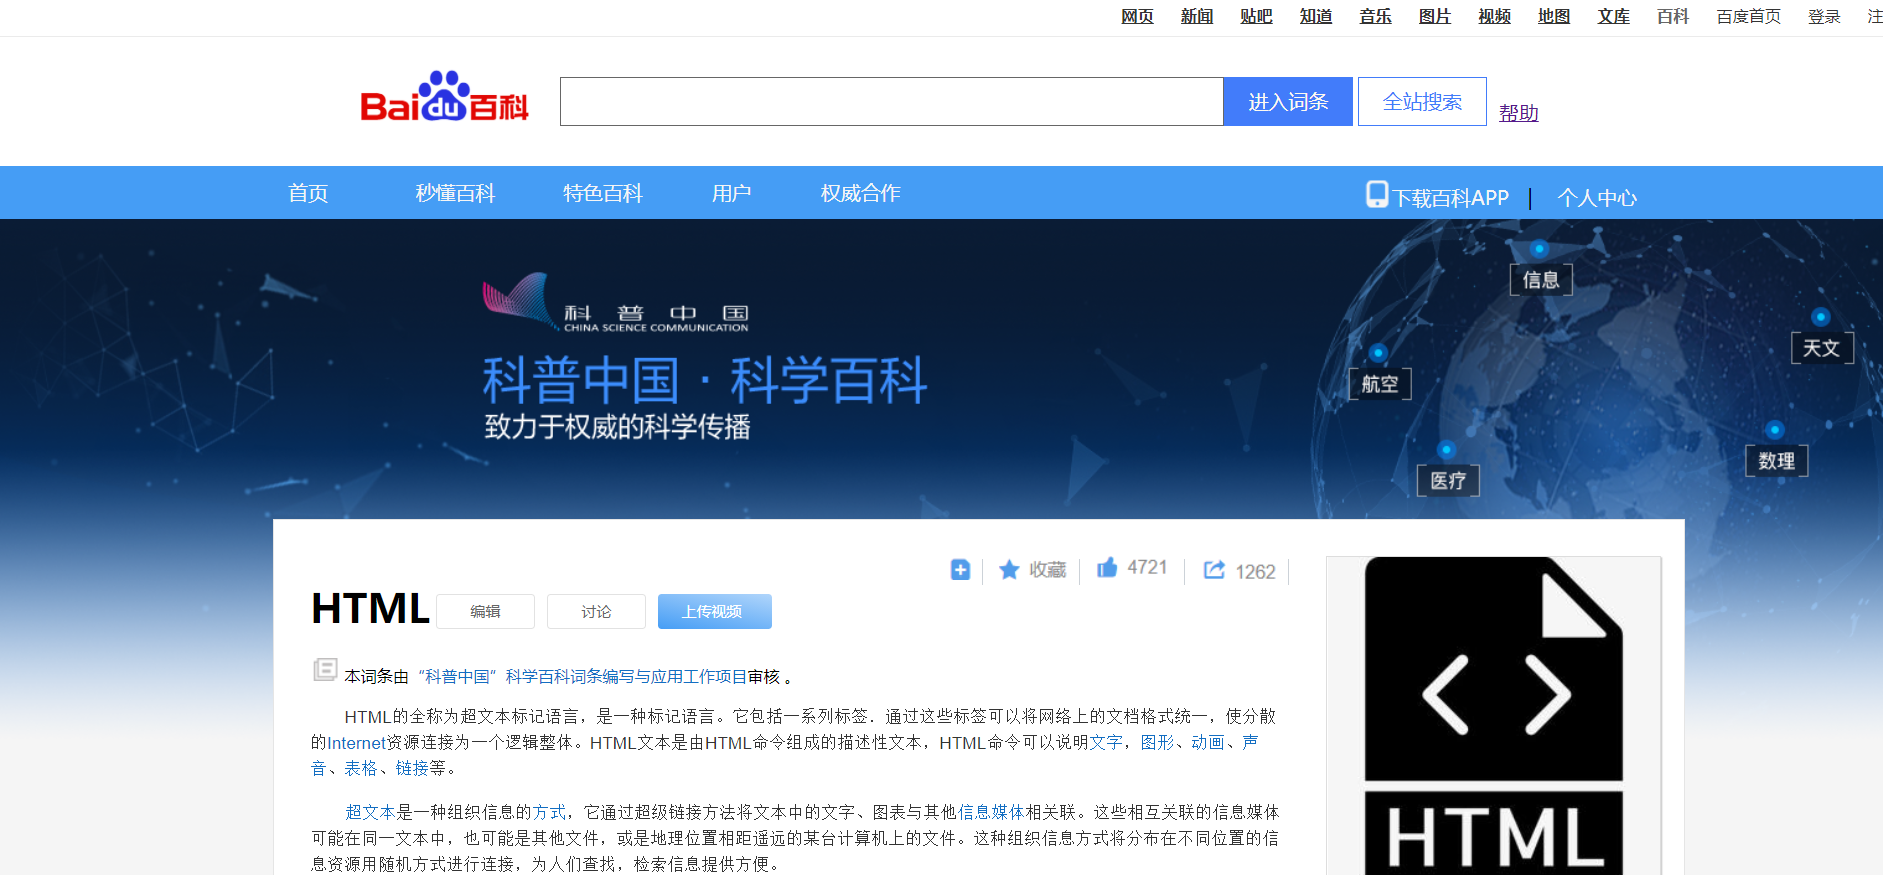 网页 新闻 贴吧 知道 音乐 图片 视频 地图 文库 百科 百度首页 登录
Baidu百科 进入词条 全站搜索 帮助
首页 秒懂百科 特色百科 用户 权威合作 下载百科APP | 个人中心
科普中国
CHINA SCIENCE COMMUNICATION
科普中国·科学百科
致力于权威的科学传播
信息
天文
航空
数理
医疗
收藏 4721 1262
HTML 编辑 讨论 上传视频
本词条由“科普中国”科学百科词条编写与应用工作项目审核 。
HTML的全称为超文本标记语言，是一种标记语言。它包括一系列标签．通过这些标签可以将网络上的文档格式统一，使分散
的Internet资源连接为一个逻辑整体。HTML文本是由HTML命令组成的描述性文本，HTML命令可以说明文字，图形、动画、声
音、表格、链接等。
超文本是一种组织信息的方式，它通过超级链接方法将文本中的文字、图表与其他信息媒体相关联。这些相互关联的信息媒体
可能在同一文本中，也可能是其他文件，或是地理位置相距遥远的某台计算机上的文件。这种组织信息方式将分布在不同位置的信
息资源用随机方式进行连接，为人们查找，检索信息提供方便。
HTML